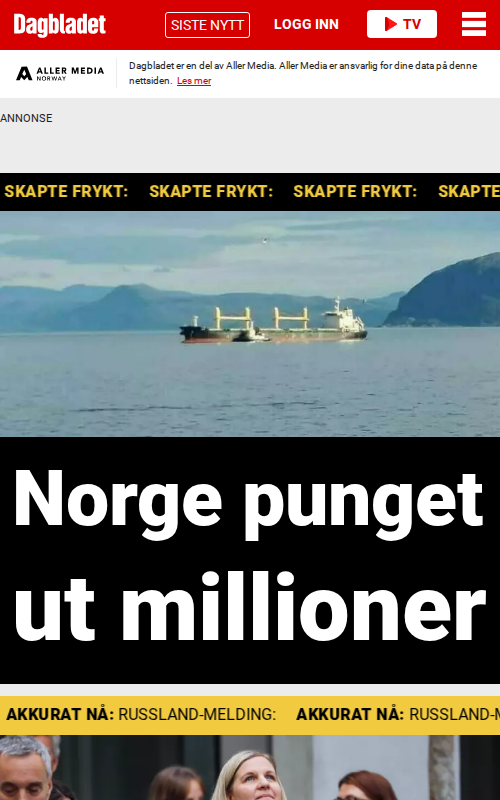 Dagbladet
SISTE NYTT
LOGG INN
TV
ALLER MEDIA
NORWAY
Dagbladet er en del av Aller Media. Aller Media er ansvarlig for dine data på denne
nettsiden. Les mer
ANNONSE
SKAPTE FRYKT: SKAPTE FRYKT: SKAPTE FRYKT: SKAPTE
Norge punget
ut millioner
AKKURAT NÅ: RUSSLAND-MELDING: AKKURAT NÅ: RUSSLAND-M